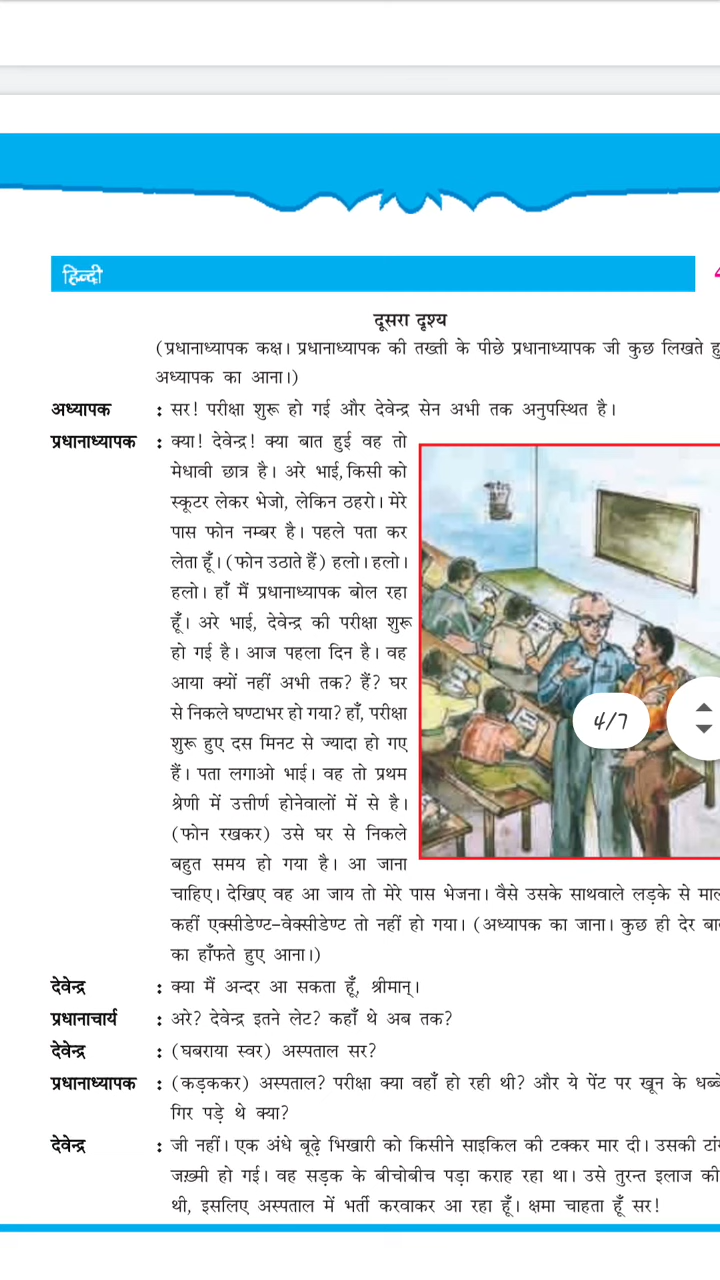 हिन्दी
दूसरा दृश्य
(प्रधानाध्यापक कक्ष। प्रधानाध्यापक की तख्ती के पीछे प्रधानाध्यापक जी कुछ लिखते
अध्यापक का आना।)
अध्यापक : सर! परीक्षा शुरू हो गई और देवेन्द्र सेन अभी तक अनुपस्थित है।
प्रधानाध्यापक : क्या! देवेन्द्र! क्या बात हुई वह तो
मेधावी छात्र है। अरे भाई, किसी को
स्कूटर लेकर भेजो, लेकिन ठहरो। मेरे
पास फोन नम्बर है। पहले पता कर
लेता हूँ। (फोन उठाते हैं) हलो। हलो।
हलो। हाँ मैं प्रधानाध्यापक बोल रहा
हूँ। अरे भाई, देवेन्द्र की परीक्षा शुरू
हो गई है। आज पहला दिन है। वह
आया क्यों नहीं अभी तक? हैं? घर
से निकले घण्टाभर हो गया? हाँ, परीक्षा
शुरू हुए दस मिनट से ज्यादा हो गए
हैं। पता लगाओ भाई। वह तो प्रथम
श्रेणी में उत्तीर्ण होनेवालों में से है।
(फोन रखकर) उसे घर से निकले
बहुत समय हो गया है। आ जाना
चाहिए। देखिए वह आ जाय तो मेरे पास भेजना। वैसे उसके साथवाले लड़के से
कहीं एक्सीडेण्ट-वेक्सीडेण्ट तो नहीं हो गया। (अध्यापक का जाना। कुछ ही देर
का हाँफते हुए आना।)
4/7
देवेन्द्र : क्या मैं अन्दर आ सकता हूँ, श्रीमान्।
प्रधानाचार्य : अरे? देवेन्द्र इतने लेट? कहाँ थे अब तक?
देवेन्द्र : (घबराया स्वर) अस्पताल सर?
प्रधानाध्यापक : (कड़ककर) अस्पताल? परीक्षा क्या वहाँ हो रही थी? और ये पेंट पर खून के धब्बे
गिर पड़े थे क्या?
देवेन्द्र : जी नहीं। एक अंधे बूढ़े भिखारी को किसीने साइकिल की टक्कर मार दी। उसकी
जख़्मी हो गई। वह सड़क के बीचोबीच पड़ा कराह रहा था। उसे तुरन्त इलाज की
थी, इसलिए अस्पताल में भर्ती करवाकर आ रहा हूँ। क्षमा चाहता हूँ सर!